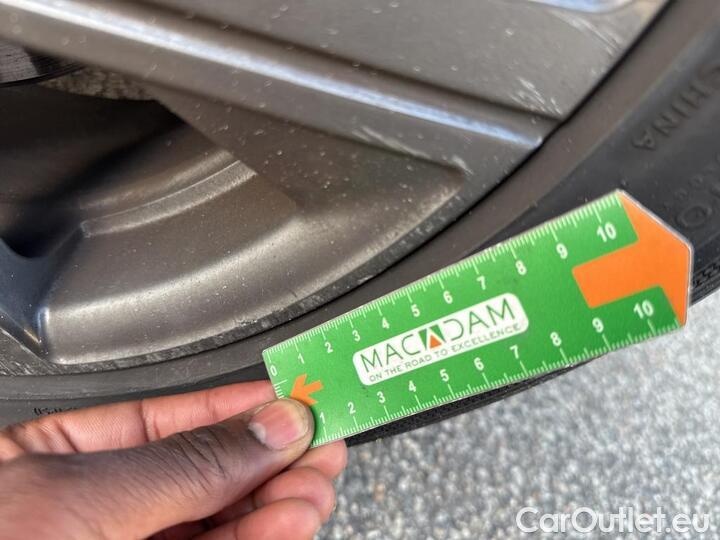 CHINA
0 1 2 3 4 5 6 7 8 9 10
MACADAM
ON THE ROAD TO EXCELLENCE
1 2 3 4 5 6 7 8 9 10
CarOutlet.eu